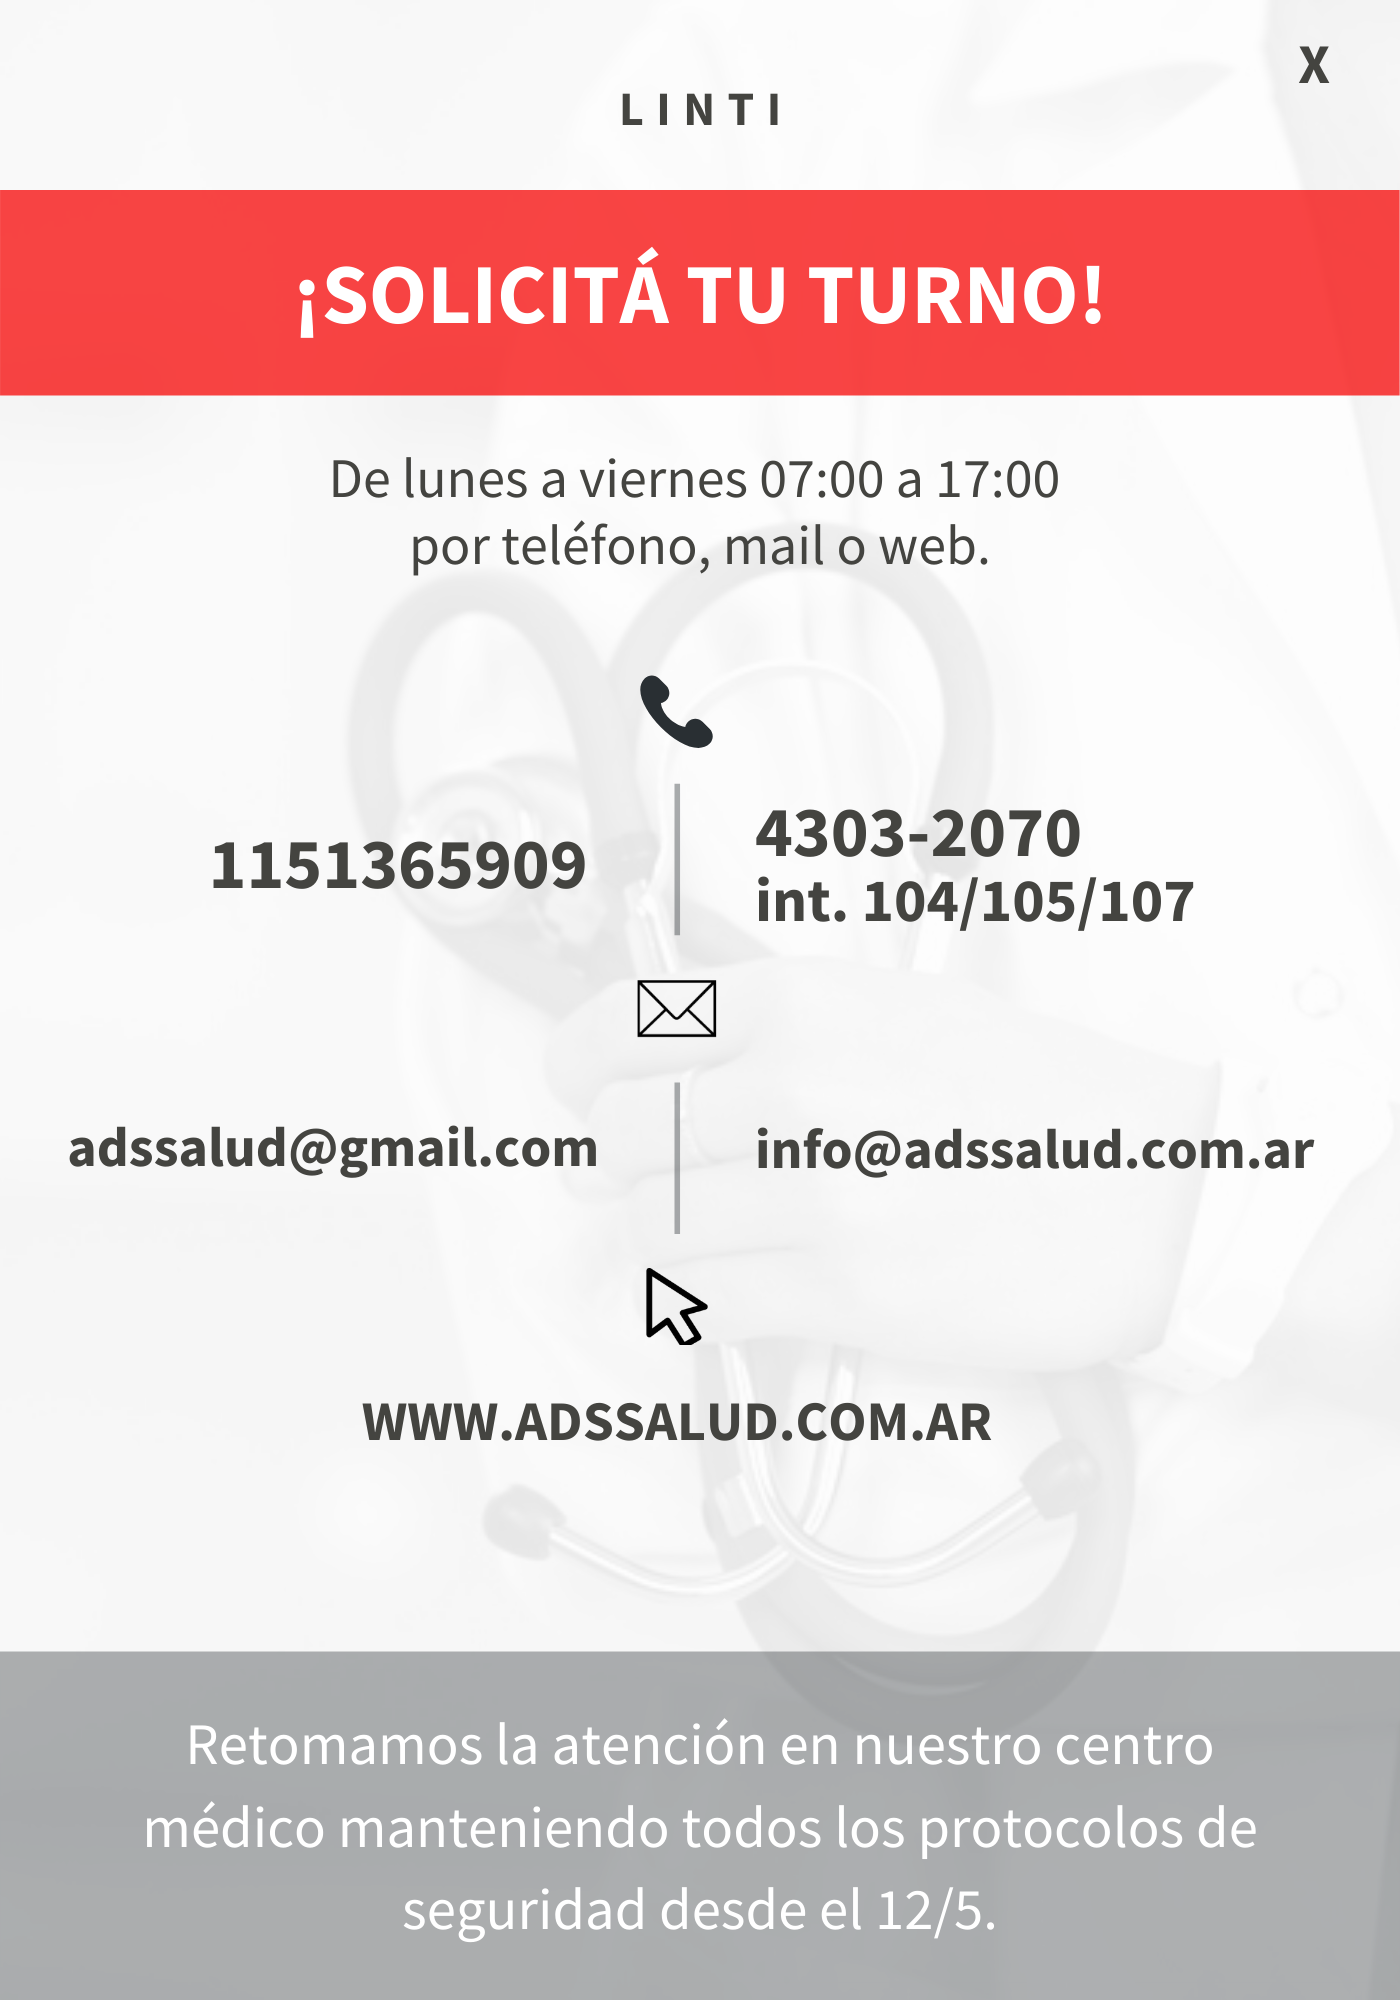 X
LINTI
¡SOLICITÁ TU TURNO!
De lunes a viernes 07:00 a 17:00
por teléfono, mail o web.
1151365909
4303-2070
int. 104/105/107
adssalud@gmail.com
info@adssalud.com.ar
WWW.ADSSALUD.COM.AR
Retomamos la atención en nuestro centro
médico manteniendo todos los protocolos de
seguridad desde el 12/5.